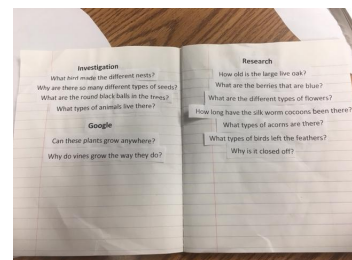 Investigation
What bird made the different nests?
Why are there so many different types of seeds?
What are the round black balls in the trees?
What types of animals live there?
Google
Can these plants grow anywhere?
Why do vines grow the way they do?
Research
How old is the large live oak?
What are the berries that are blue?
What are the different types of flowers?
How long have the silk worm cocoons been there?
What types of acorns are there?
What types of birds left the feathers?
Why is it closed off?